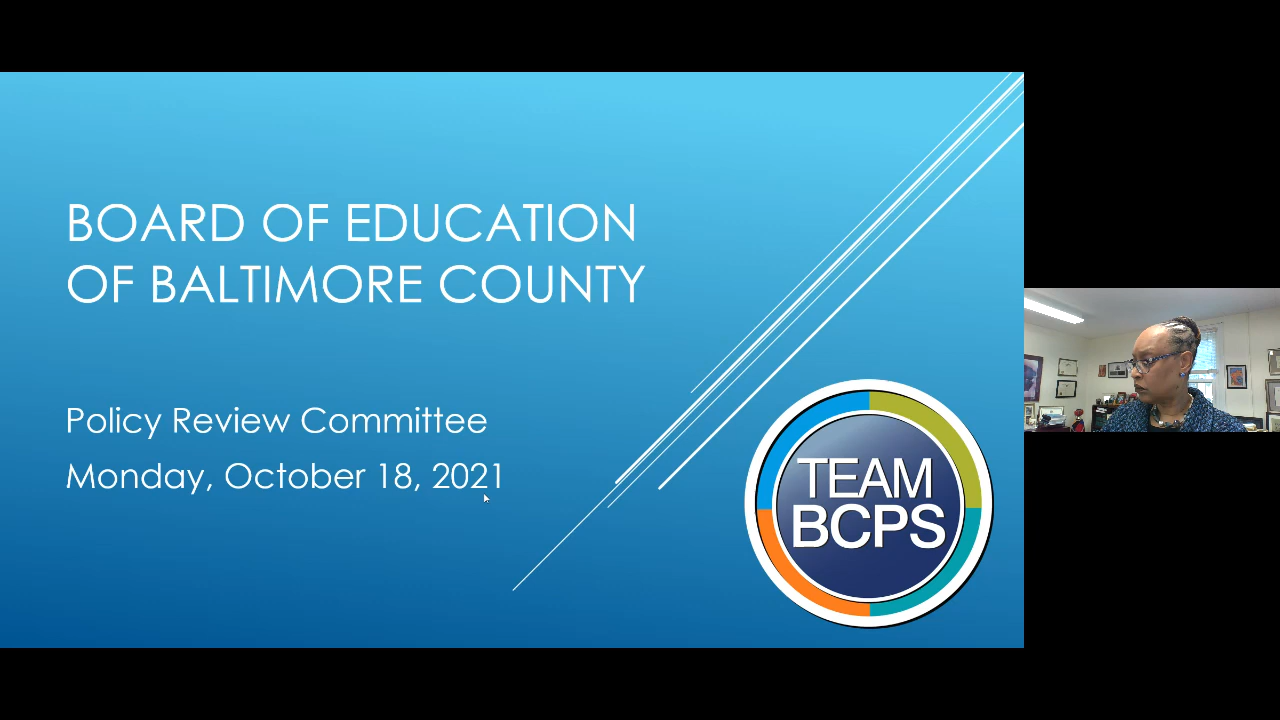 BOARD OF EDUCATION
OF BALTIMORE COUNTY
Policy Review Committee
Monday, October 18, 2021
TEAM
BCPS